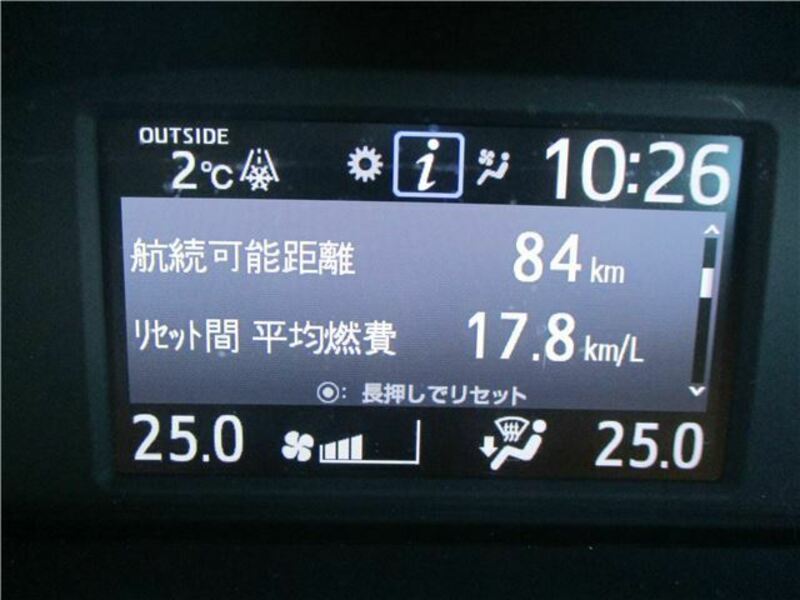 OUTSIDE
2℃ i 10:26
航続可能距離 84 km
リセット間 平均燃費 17.8 km/L
◉: 長押しでリセット
25.0 25.0